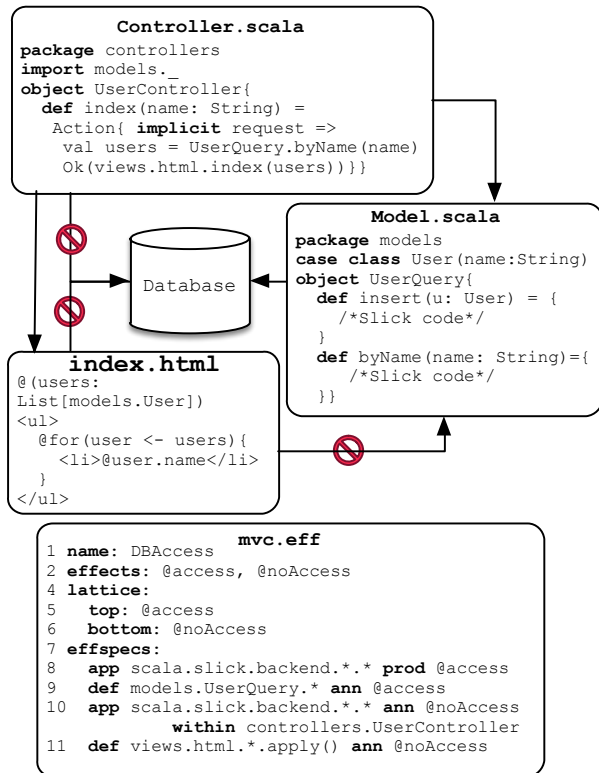 Controller.scala
package controllers
import models._
object UserController{
def index(name: String) =
Action{ implicit request =>
val users = UserQuery.byName(name)
Ok(views.html.index(users))}}
Database
Model.scala
package models
case class User(name:String)
object UserQuery{
def insert(u: User) = {
/*Slick code*/
}
def byName(name: String)={
/*Slick code*/
}}
index.html
@(users:
List[models.User])
<ul>
@for(user <- users){
<li>@user.name</li>
}
</ul>
mvc.eff
1 name: DBAccess
2 effects: @access, @noAccess
4 lattice:
5 top: @access
6 bottom: @noAccess
7 effspecs:
8 app scala.slick.backend.*.* prod @access
9 def models.UserQuery.* ann @access
10 app scala.slick.backend.*.* ann @noAccess
within controllers.UserController
11 def views.html.*.apply() ann @noAccess